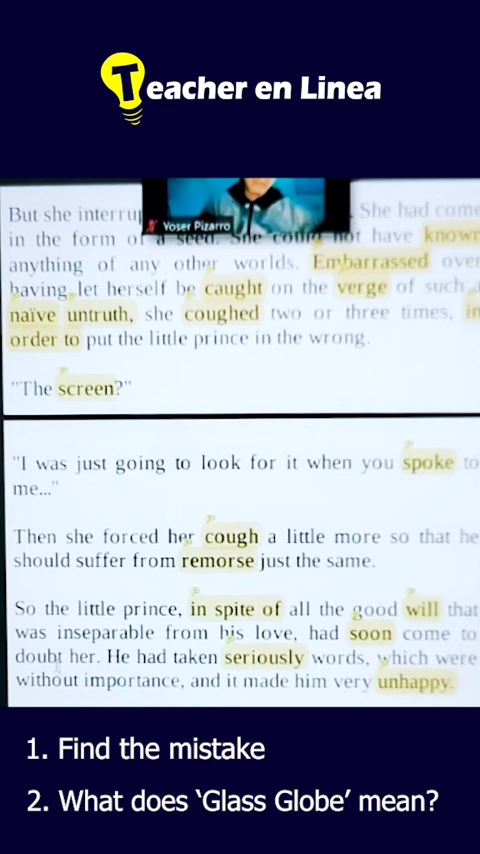 Teacher en Linea
But she interru
She had come
Yoser Pizarro
in the form of a seed. She could not have known
anything of any other worlds. Embarrassed over
having let herself be caught on the verge of such a
naïve untruth, she coughed two or three times, in
order to put the little prince in the wrong.
"The screen?"
"I was just going to look for it when you spoke to
me..."
Then she forced her cough a little more so that he
should suffer from remorse just the same.
So the little prince, in spite of all the good will that
was inseparable from his love, had soon come to
doubt her. He had taken seriously words, which were
without importance, and it made him very unhappy.
1. Find the mistake
2. What does ‘Glass Globe’ mean?